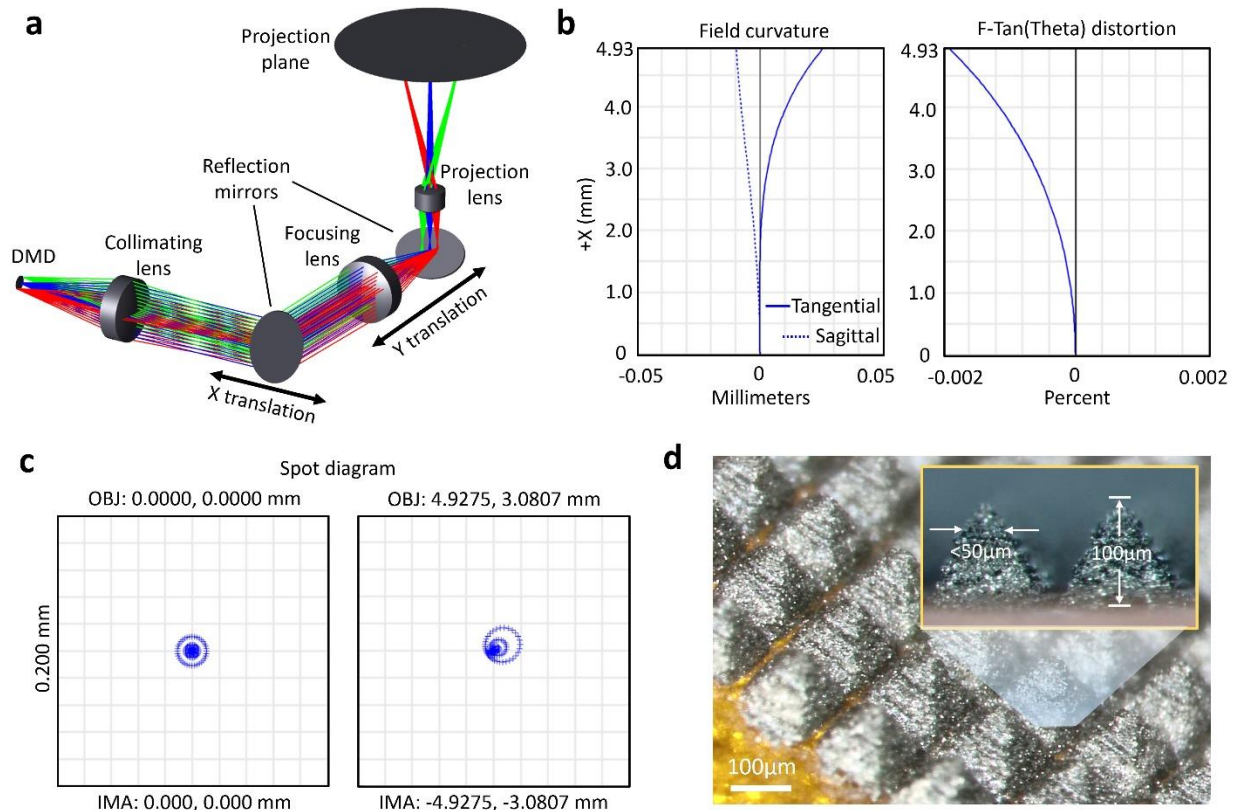 a
Projection
plane
Reflection
mirrors
Projection
lens
Focusing
lens
DMD
Collimating
lens
X translation
Y translation
b
Field curvature
4.93
4.0
3.0
2.0
1.0
0
+X (mm)
Tangential
Sagittal
-0.05
0
0.05
Millimeters
F-Tan(Theta) distortion
4.93
4.0
3.0
2.0
1.0
0
-0.002
0
0.002
Percent
c
Spot diagram
OBJ: 0.0000, 0.0000 mm
OBJ: 4.9275, 3.0807 mm
0.200 mm
IMA: 0.000, 0.000 mm
IMA: -4.9275, -3.0807 mm
d
<50µm
100µm
100µm